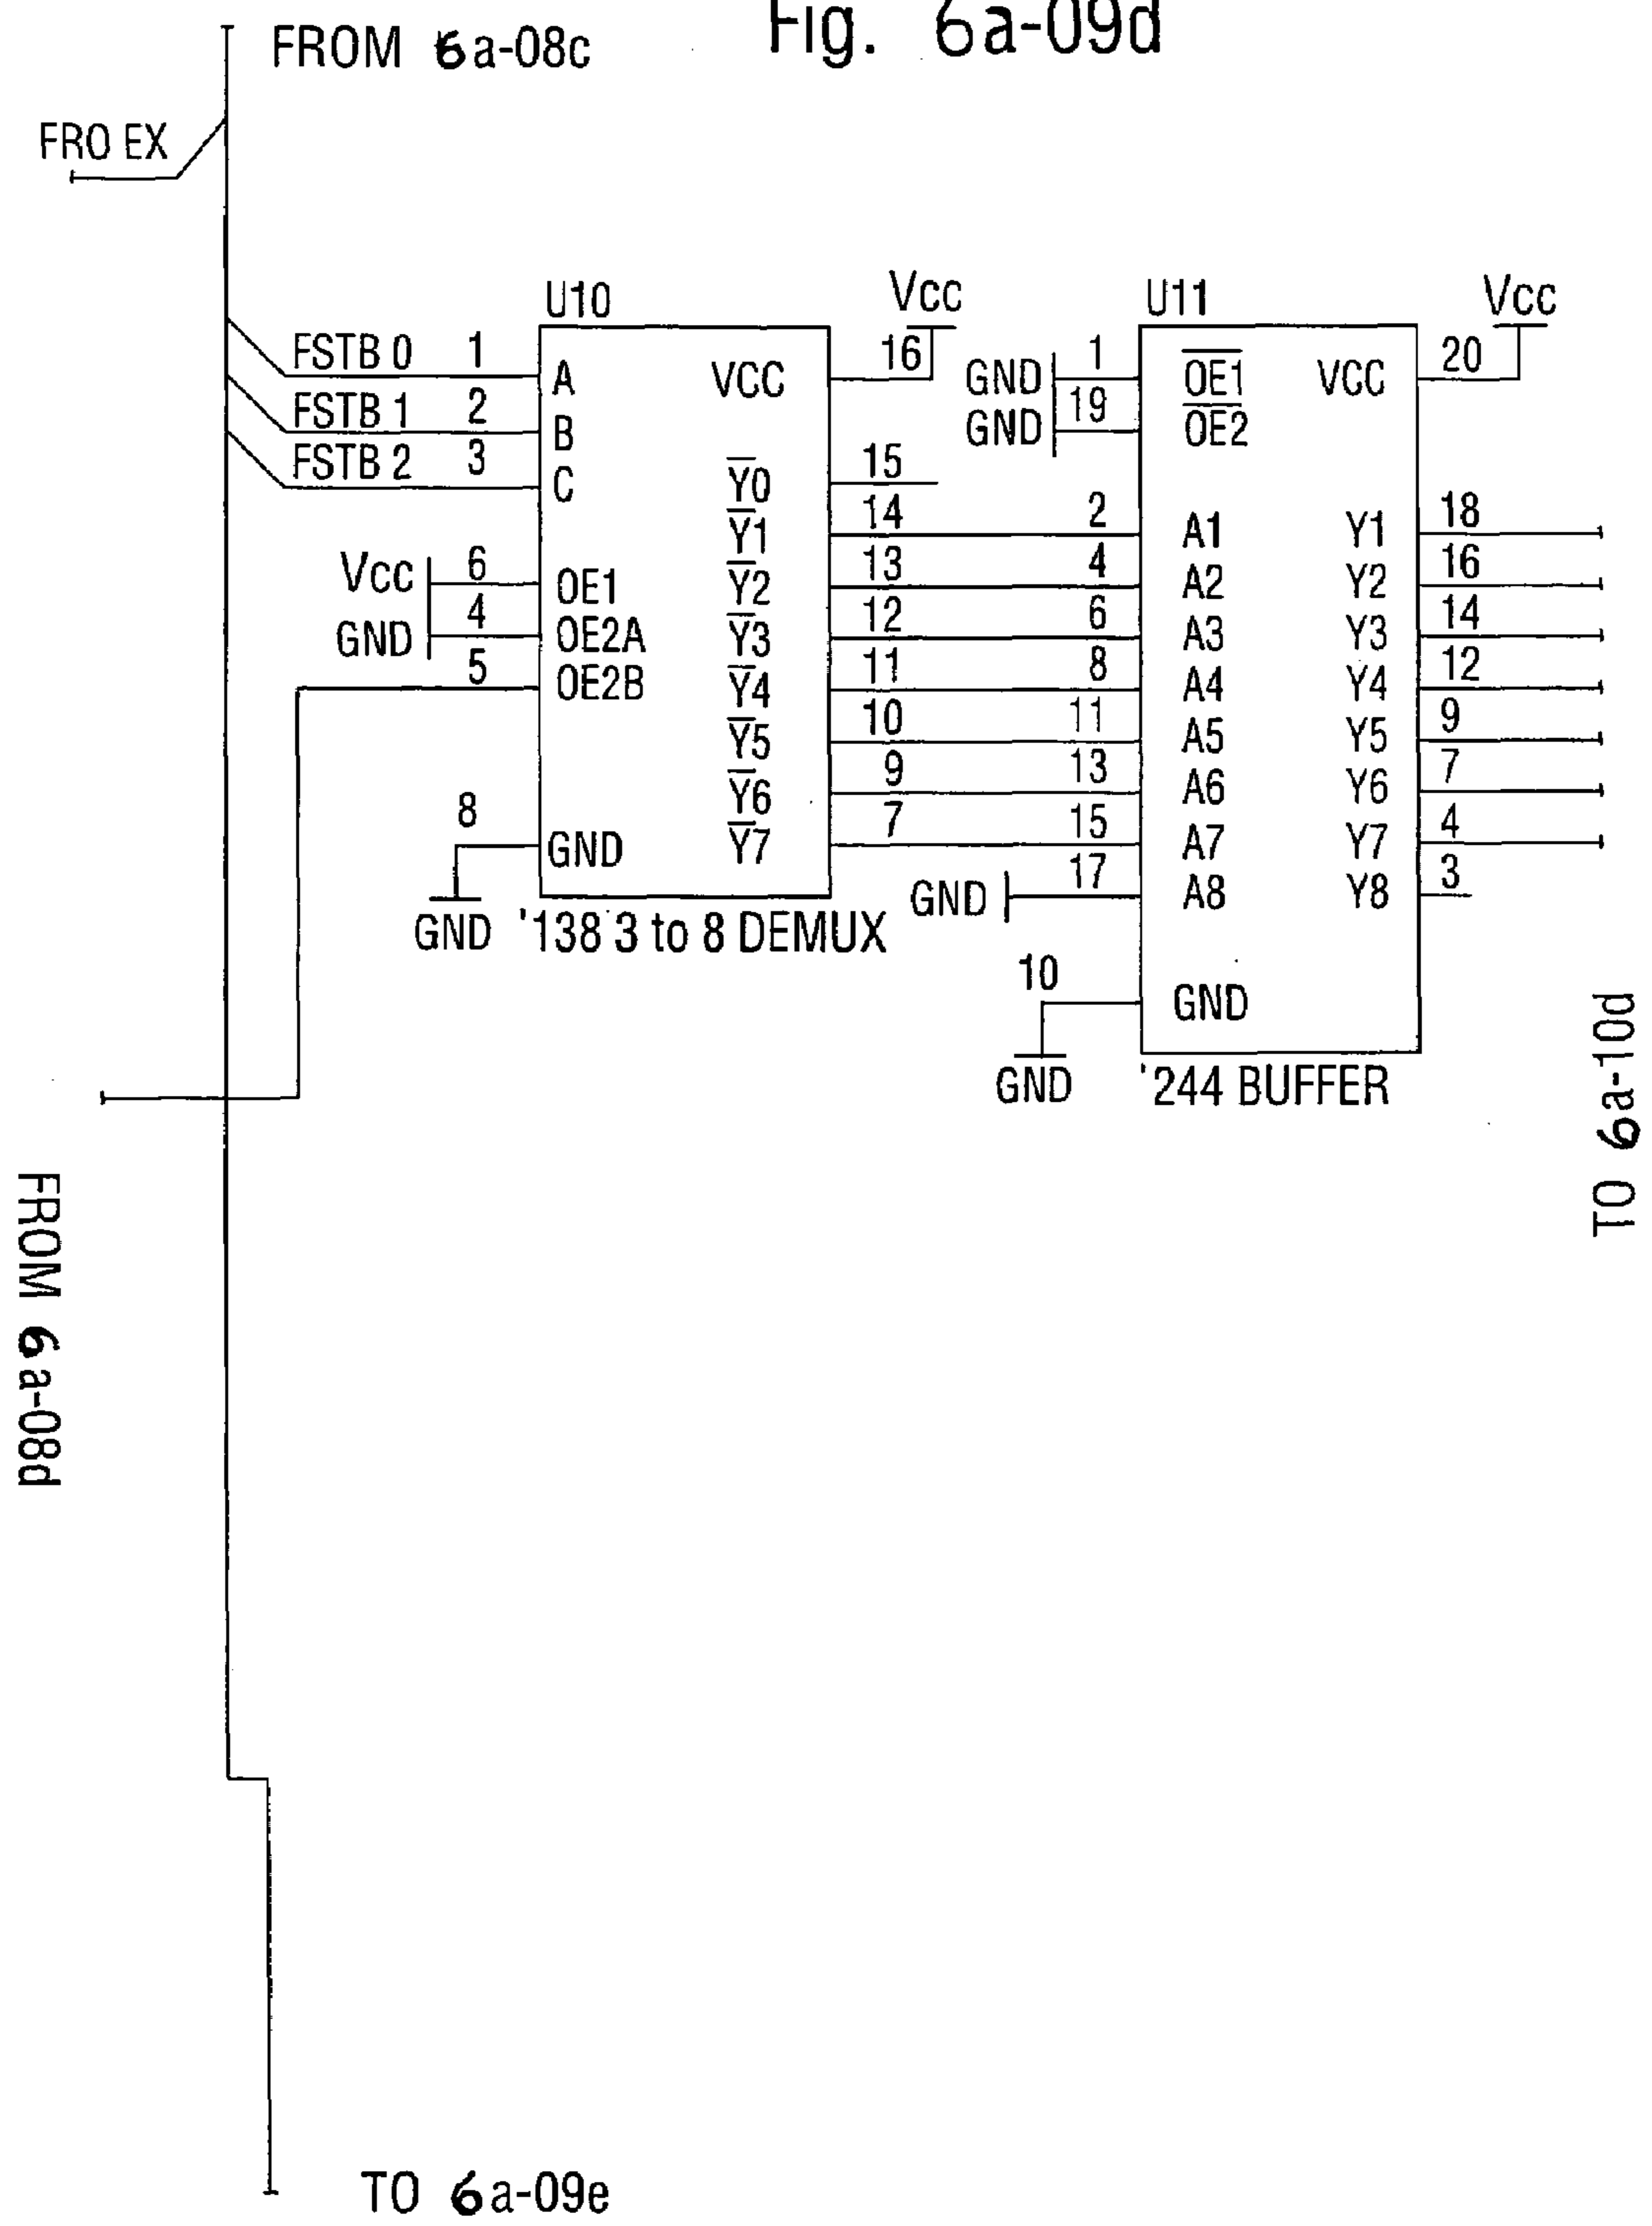 Fig. 6a-09d
FROM 6a-08c
FRO EX
U10
Vcc
U11
Vcc
FSTB 0 1
A
VCC
16
GND 1
OE1
VCC
20
FSTB 1 2
B
GND 19
OE2
FSTB 2 3
C
Y0
15
Y1
14
2
A1
Y1
18
Vcc 6
OE1
Y2
13
4
A2
Y2
16
GND 4
OE2A
Y3
12
6
A3
Y3
14
5
OE2B
Y4
11
8
A4
Y4
12
Y5
10
11
A5
Y5
9
Y6
9
13
A6
Y6
7
8
GND
Y7
7
15
A7
Y7
4
GND 17
A8
Y8
3
GND
'138 3 to 8 DEMUX
10
GND
GND
'244 BUFFER
TO 6a-10d
FROM 6a-08d
TO 6a-09e